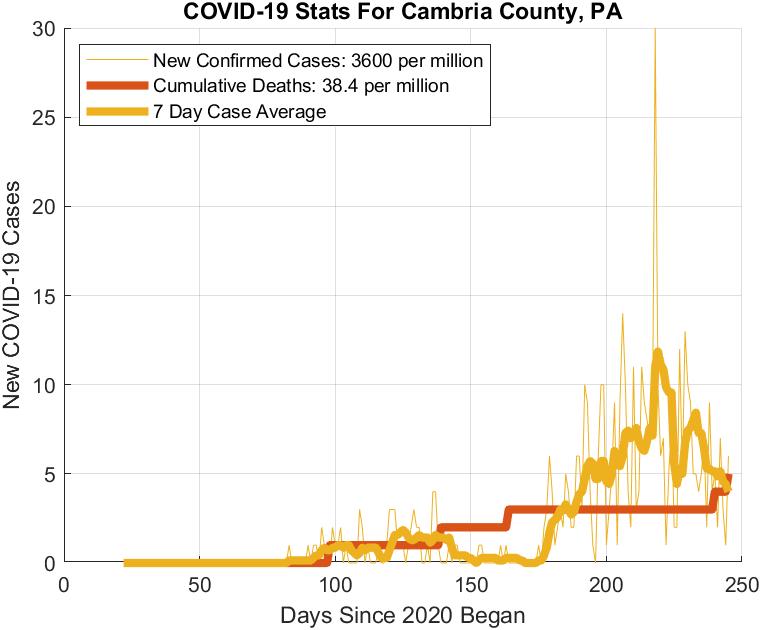 COVID-19 Stats For Cambria County, PA
New Confirmed Cases: 3600 per million
Cumulative Deaths: 38.4 per million
7 Day Case Average
New COVID-19 Cases
30
25
20
15
10
5
0
0 50 100 150 200 250
Days Since 2020 Began